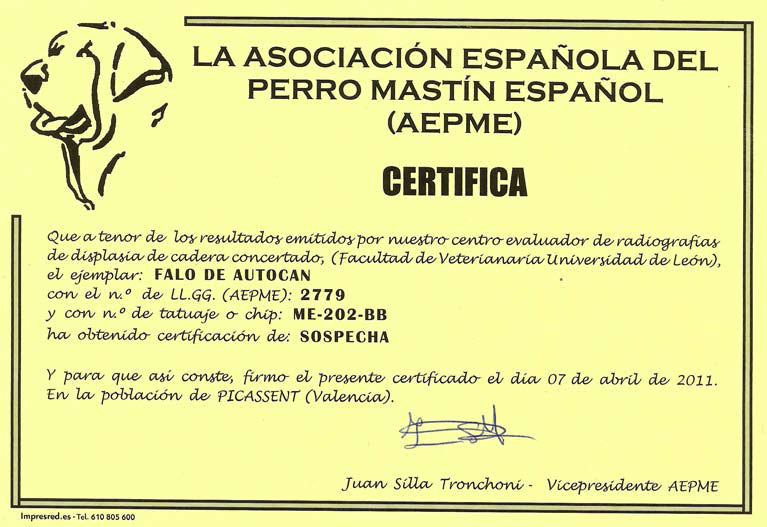 LA ASOCIACIÓN ESPAÑOLA DEL
PERRO MASTÍN ESPAÑOL
(AEPME)
CERTIFICA
Que a tenor de los resultados emitidos por nuestro centro evaluador de radiografias
de displasia de cadera concertado, (Facultad de Veterianaria Universidad de León),
el ejemplar: FALO DE AUTOCAN
con el n.º de LL.GG. (AEPME): 2779
y con n.º de tatuaje o chip: ME-202-BB
ha obtenido certificación de: SOSPECHA
Y para que así conste, firmo el presente certificado el dia 07 de abril de 2011.
En la población de PICASSENT (Valencia).
Juan Silla Tronchoni - Vicepresidente AEPME
Impresred.es - Tel. 610 805 600